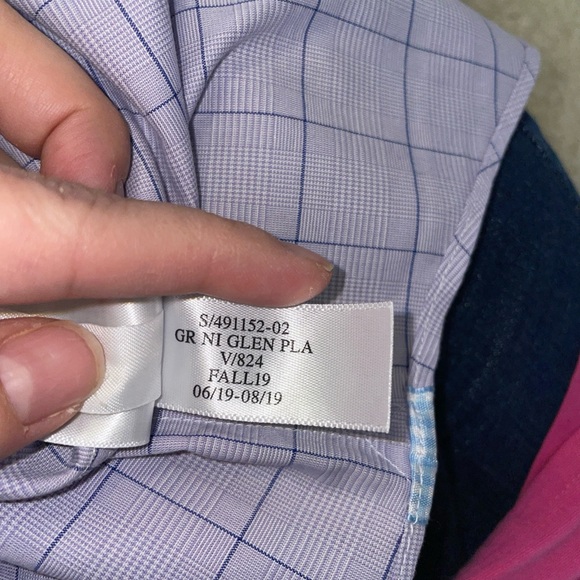 S/491152-02
GR NI GLEN PLA
V/824
FALL19
06/19-08/19